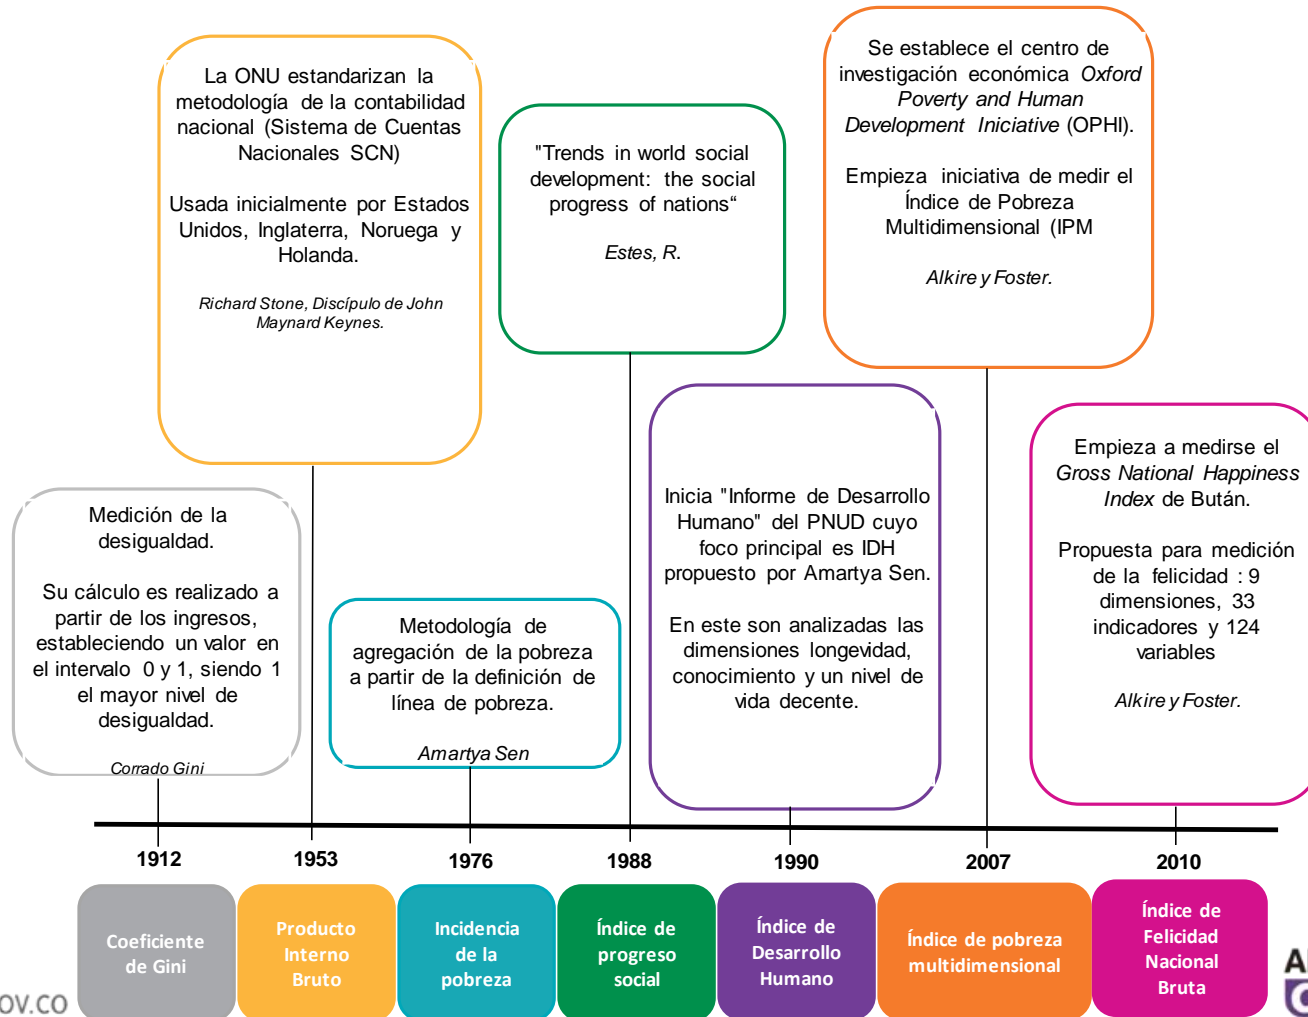 La ONU estandarizan la
metodología de la contabilidad
nacional (Sistema de Cuentas
Nacionales SCN)
Usada inicialmente por Estados
Unidos, Inglaterra, Noruega y
Holanda.
Richard Stone, Discípulo de John
Maynard Keynes.
"Trends in world social
development: the social
progress of nations“
Estes, R.
Se establece el centro de
investigación económica Oxford
Poverty and Human
Development Iniciative (OPHI).
Empieza iniciativa de medir el
Índice de Pobreza
Multidimensional (IPM
Alkire y Foster.
Medición de la
desigualdad.
Su cálculo es realizado a
partir de los ingresos,
estableciendo un valor en
el intervalo 0 y 1, siendo 1
el mayor nivel de
desigualdad.
Corrado Gini
Metodología de
agregación de la pobreza
a partir de la definición de
línea de pobreza.
Amartya Sen
Inicia "Informe de Desarrollo
Humano" del PNUD cuyo
foco principal es IDH
propuesto por Amartya Sen.
En este son analizadas las
dimensiones longevidad,
conocimiento y un nivel de
vida decente.
Empieza a medirse el
Gross National Happiness
Index de Bután.
Propuesta para medición
de la felicidad : 9
dimensiones, 33
indicadores y 124
variables
Alkire y Foster.
1912
1953
1976
1988
1990
2007
2010
Coeficiente
de Gini
Producto
Interno
Bruto
Incidencia
de la
pobreza
Índice de
progreso
social
Índice de
Desarrollo
Humano
Índice de pobreza
multidimensional
Índice de
Felicidad
Nacional
Bruta
ov.co